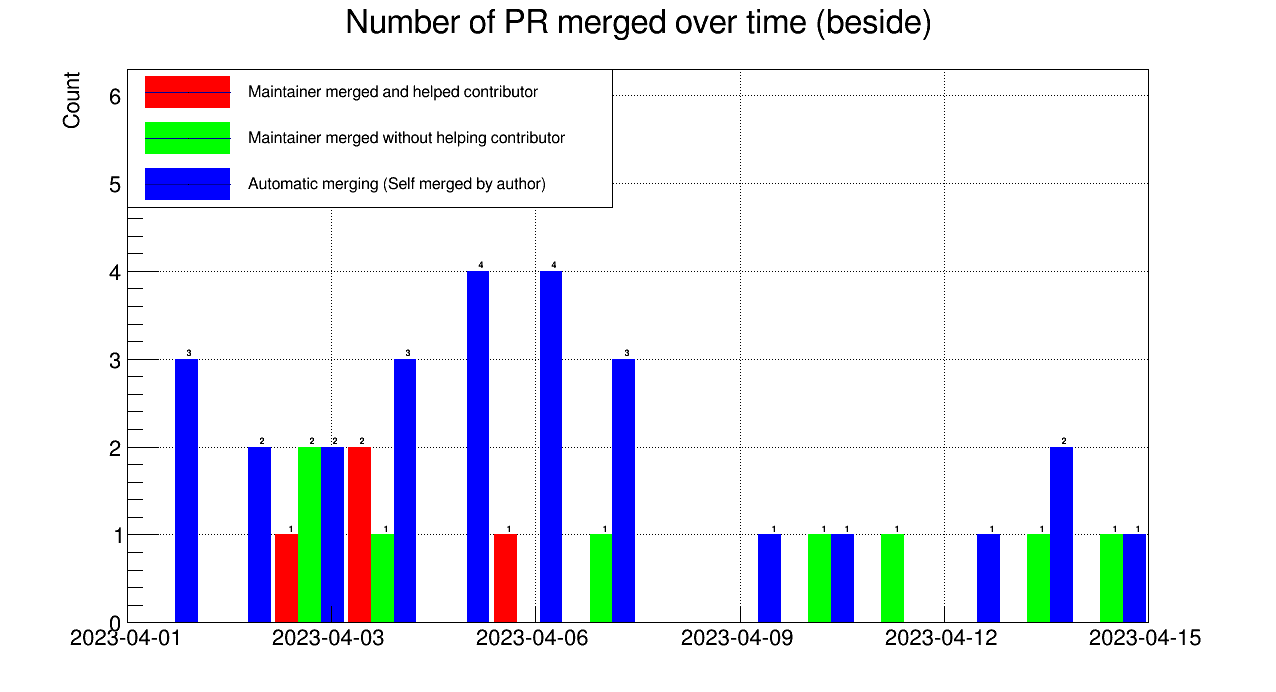 Number of PR merged over time (beside)
Count
Maintainer merged and helped contributor
Maintainer merged without helping contributor
Automatic merging (Self merged by author)
6
5
4
3
2
1
0
3 2 1 2 2 2 1 3 4 1 4 1 3 1 1 1 1 1 1 2 1 1
2023-04-01 2023-04-03 2023-04-06 2023-04-09 2023-04-12 2023-04-15